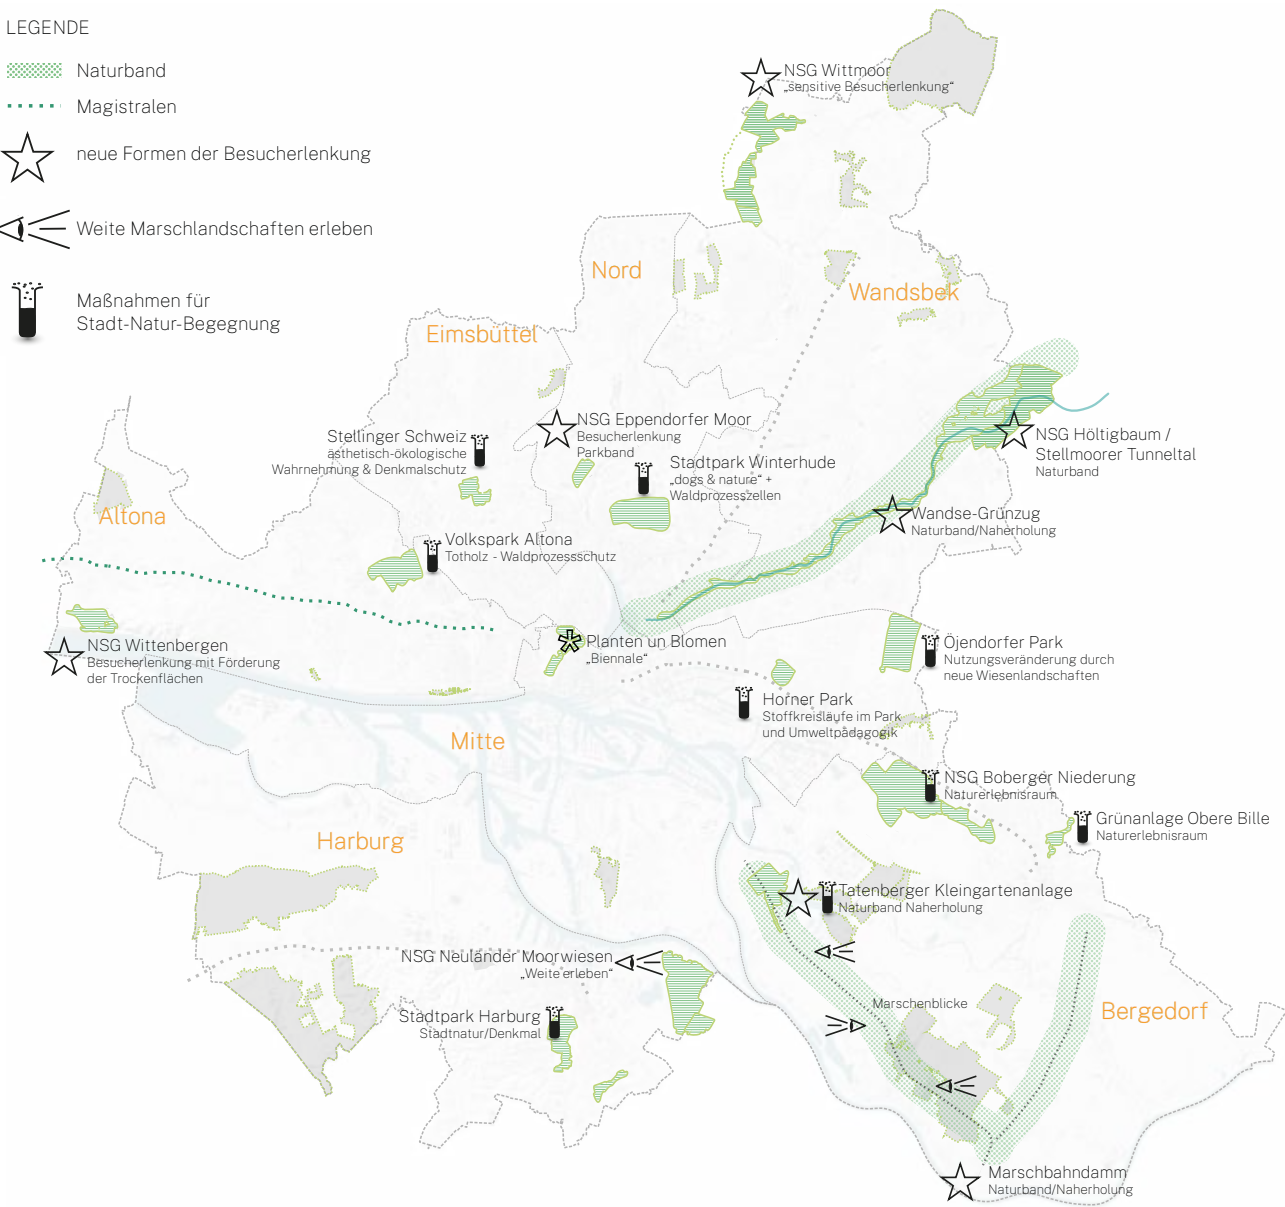 LEGENDE
Naturband
Magistralen
neue Formen der Besucherlenkung
Weite Marschlandschaften erleben
Maßnahmen für
Stadt-Natur-Begegnung
NSG Wittmoor
„sensitive Besucherlenkung“
Nord
Wandsbek
Eimsbüttel
NSG Eppendorfer Moor
Besucherlenkung
Parkband
Stellinger Schweiz
ästhetisch-ökologische
Wahrnehmung & Denkmalschutz
Stadtpark Winterhude
„dogs & nature“ +
Waldprozesszellen
NSG Höltigbaum /
Stellmoorer Tunneltal
Naturband
Altona
Wandse-Grünzug
Naturband/Naherholung
Volkspark Altona
Totholz - Waldprozessschutz
NSG Wittenbergen
Besucherlenkung mit Förderung
der Trockenflächen
Planten un Blomen
„Biennale“
Öjendorfer Park
Nutzungsveränderung durch
neue Wiesenlandschaften
Horner Park
Stoffkreisläufe im Park
und Umweltpädagogik
Mitte
NSG Boberger Niederung
Naturerlebnisraum
Grünanlage Obere Bille
Naturerlebnisraum
Harburg
Tatenberger Kleingartenanlage
Naturband Naherholung
NSG Neuländer Moorwiesen
„Weite erleben“
Marschenblicke
Bergedorf
Stadtpark Harburg
Stadtnatur/Denkmal
Marschbahndamm
Naturband/Naherholung